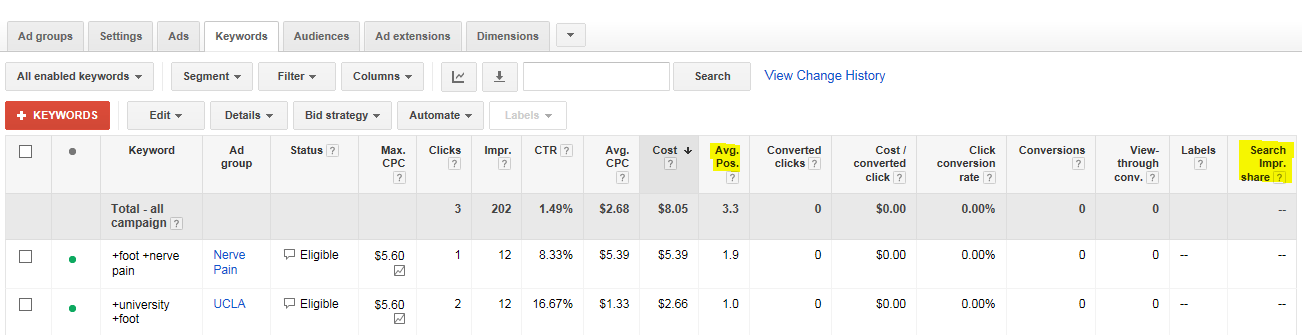 Ad groups Settings Ads Keywords Audiences Ad extensions Dimensions
All enabled keywords Segment Filter Columns Search View Change History
+ KEYWORDS Edit Details Bid strategy Automate Labels
Keyword Ad group Status ? Max. CPC ? Clicks ? Impr. ? CTR ? Avg. CPC ? Cost ? Avg. Pos. ? Converted clicks ? Cost / converted click ? Click conversion rate ? Conversions ? View-through conv. ? Labels ? Search Impr. share ?
Total - all campaign ? 3 202 1.49% $2.68 $8.05 3.3 0 $0.00 0.00% 0 0 --
+foot +nerve pain Nerve Pain Eligible $5.60 1 12 8.33% $5.39 $5.39 1.9 0 $0.00 0.00% 0 0 -- --
+university +foot UCLA Eligible $5.60 2 12 16.67% $1.33 $2.66 1.0 0 $0.00 0.00% 0 0 -- --